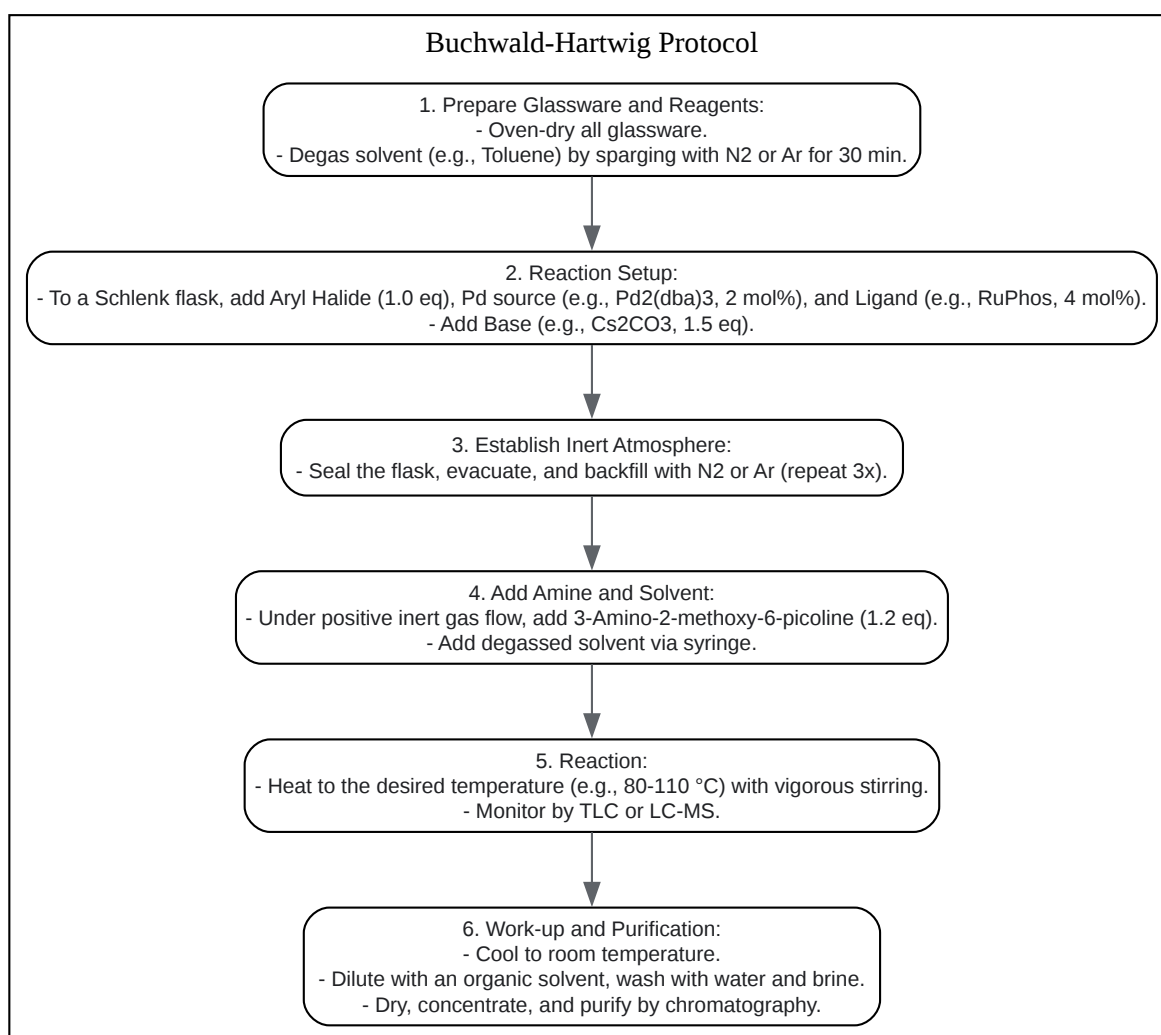 Buchwald-Hartwig Protocol
1. Prepare Glassware and Reagents:
- Oven-dry all glassware.
- Degas solvent (e.g., Toluene) by sparging with N2 or Ar for 30 min.
2. Reaction Setup:
- To a Schlenk flask, add Aryl Halide (1.0 eq), Pd source (e.g., Pd2(dba)3, 2 mol%), and Ligand (e.g., RuPhos, 4 mol%).
- Add Base (e.g., Cs2CO3, 1.5 eq).
3. Establish Inert Atmosphere:
- Seal the flask, evacuate, and backfill with N2 or Ar (repeat 3x).
4. Add Amine and Solvent:
- Under positive inert gas flow, add 3-Amino-2-methoxy-6-picoline (1.2 eq).
- Add degassed solvent via syringe.
5. Reaction:
- Heat to the desired temperature (e.g., 80-110 °C) with vigorous stirring.
- Monitor by TLC or LC-MS.
6. Work-up and Purification:
- Cool to room temperature.
- Dilute with an organic solvent, wash with water and brine.
- Dry, concentrate, and purify by chromatography.